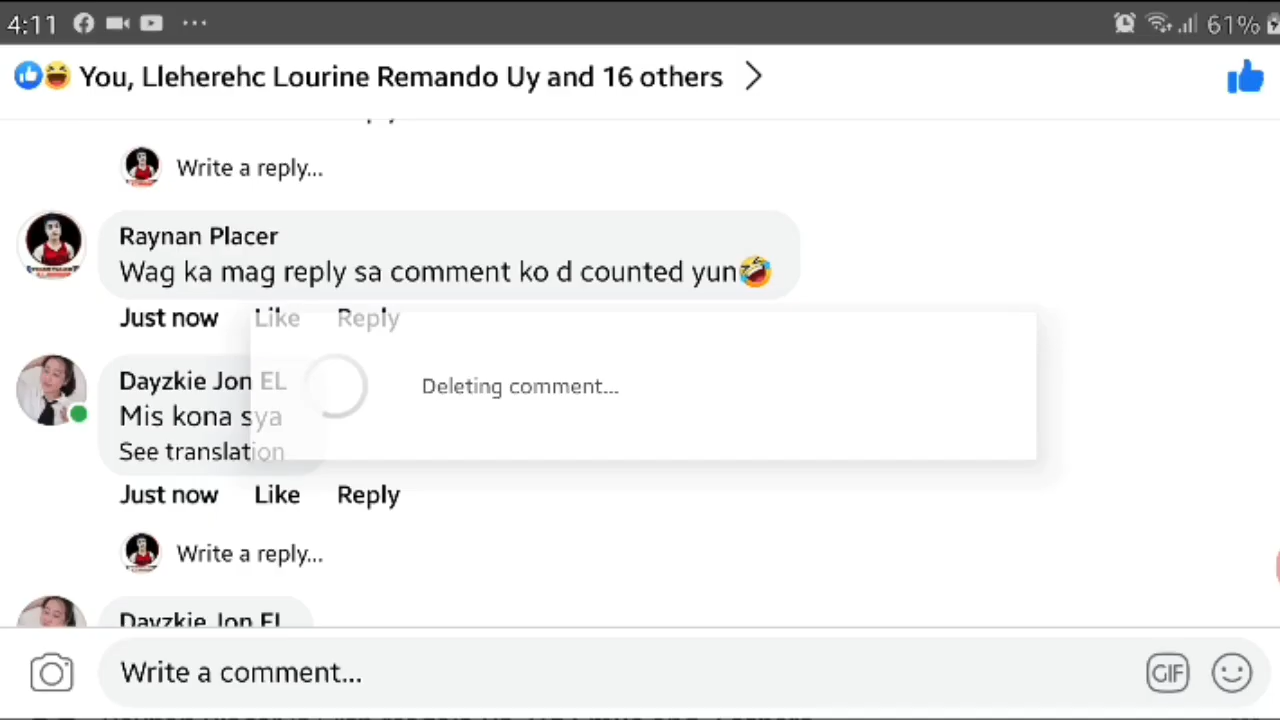 4:11
61%
You, Lleherehc Lourine Remando Uy and 16 others
Write a reply...
Raynan Placer
Wag ka mag reply sa comment ko d counted yun🤣
Just now Like Reply
Dayzkie Jon EL
Deleting comment...
Mis kona sya
See translation
Just now Like Reply
Write a reply...
Dayzkie Jon EL
Write a comment...
GIF